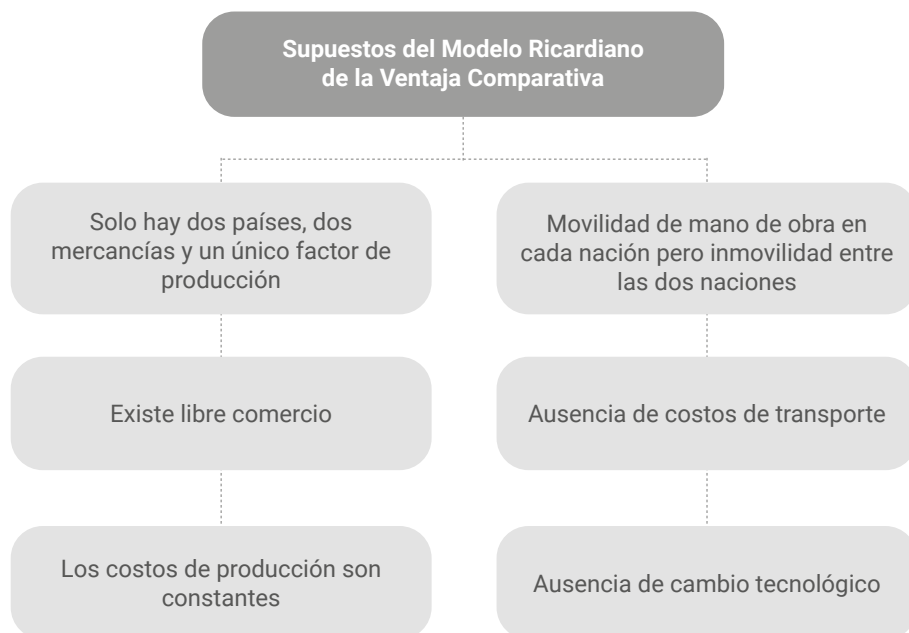 Supuestos del Modelo Ricardiano
de la Ventaja Comparativa
Solo hay dos países, dos
mercancías y un único factor de
producción
Movilidad de mano de obra en
cada nación pero inmovilidad entre
las dos naciones
Existe libre comercio
Ausencia de costos de transporte
Los costos de producción son
constantes
Ausencia de cambio tecnológico